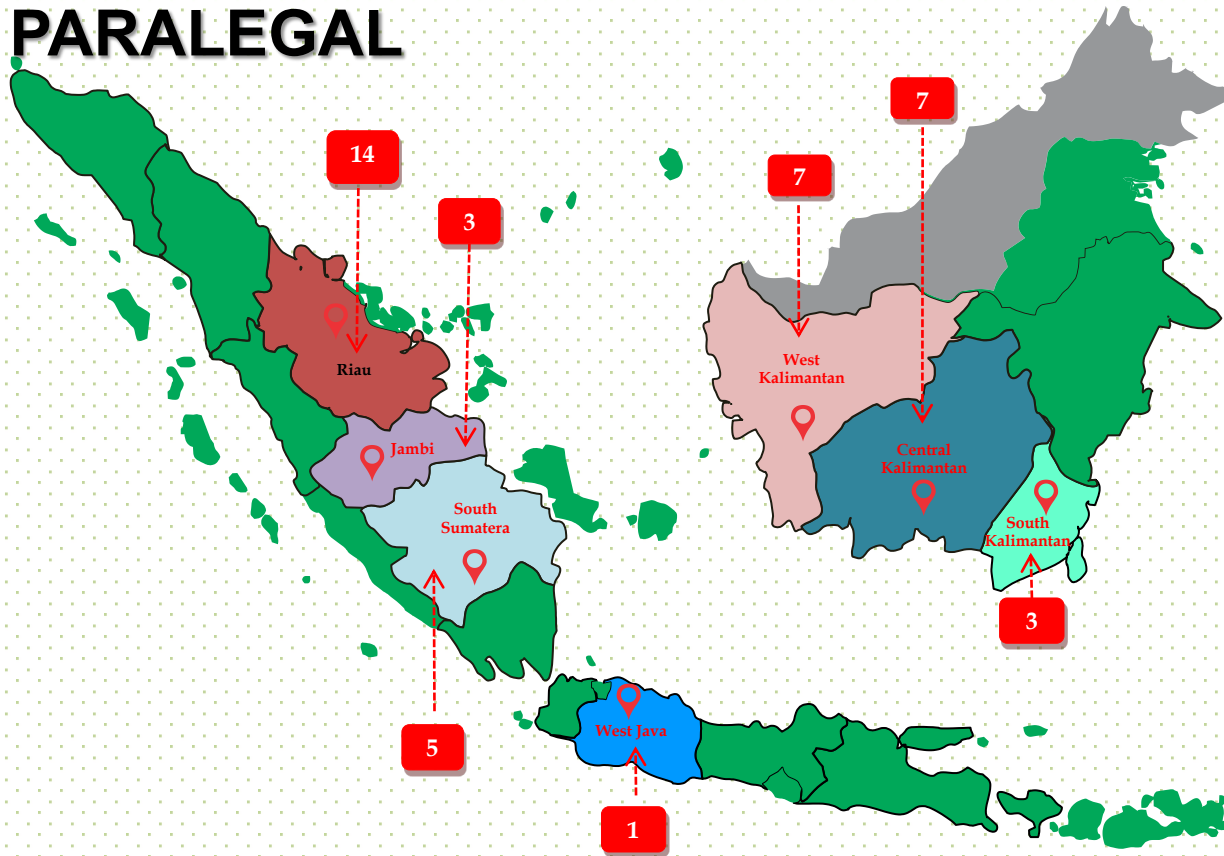 PARALEGAL
7
14
7
3
West
Kalimantan
Riau
Jambi
Central
Kalimantan
South
Sumatera
South
Kalimantan
3
West Java
5
1